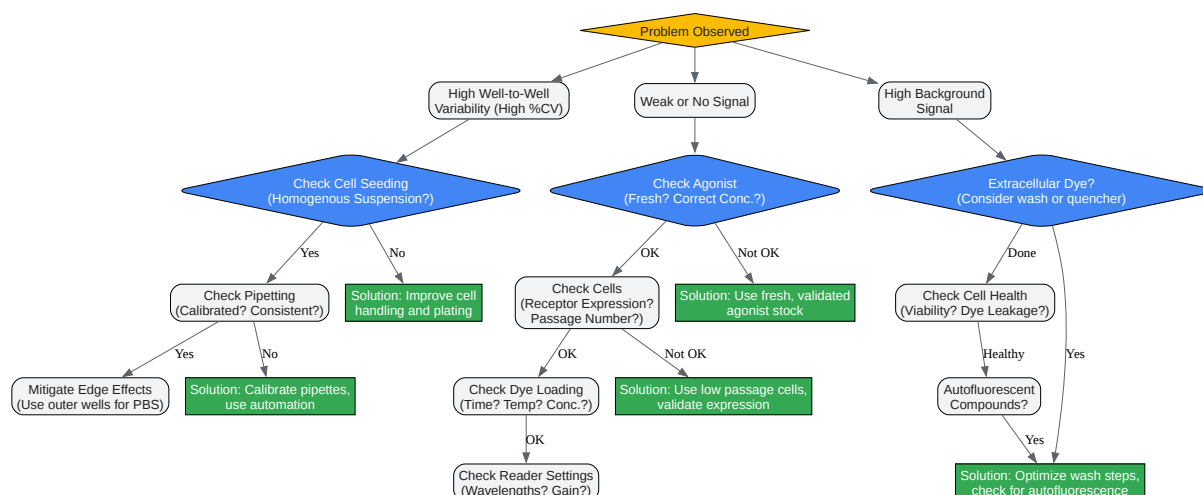 Problem Observed
High Well-to-Well
Variability (High %CV)
Weak or No Signal
High Background
Signal
Check Cell Seeding
(Homogenous Suspension?)
Check Agonist
(Fresh? Correct Conc.?)
Extracellular Dye?
(Consider wash or quencher)
Yes
No
OK
Not OK
Done
Check Pipetting
(Calibrated? Consistent?)
Solution: Improve cell
handling and plating
Check Cells
(Receptor Expression?
Passage Number?)
Solution: Use fresh, validated
agonist stock
Check Cell Health
(Viability? Dye Leakage?)
Yes
No
OK
Not OK
Healthy
Yes
Mitigate Edge Effects
(Use outer wells for PBS)
Solution: Calibrate pipettes,
use automation
Check Dye Loading
(Time? Temp? Conc.?)
Solution: Use low passage cells,
validate expression
Autofluorescent
Compounds?
OK
Yes
Check Reader Settings
(Wavelengths? Gain?)
Solution: Optimize wash steps,
check for autofluorescence